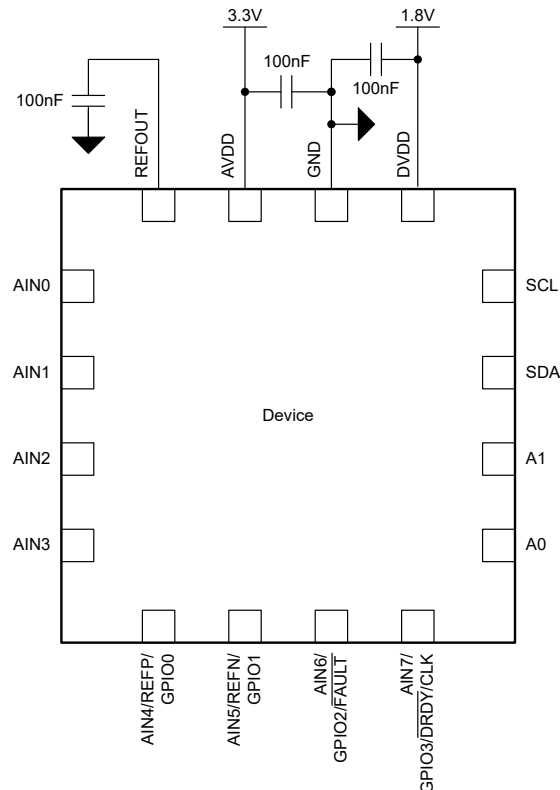 3.3V
1.8V
100nF
100nF
100nF
REFOUT
AVDD
GND
DVDD
AIN0
SCL
AIN1
SDA
Device
AIN2
A1
AIN3
A0
AIN4/REFP/
GPIO0
AIN5/REFN/
GPIO1
AIN6/
GPIO2/FAULT
AIN7/
GPIO3/DRDY/CLK